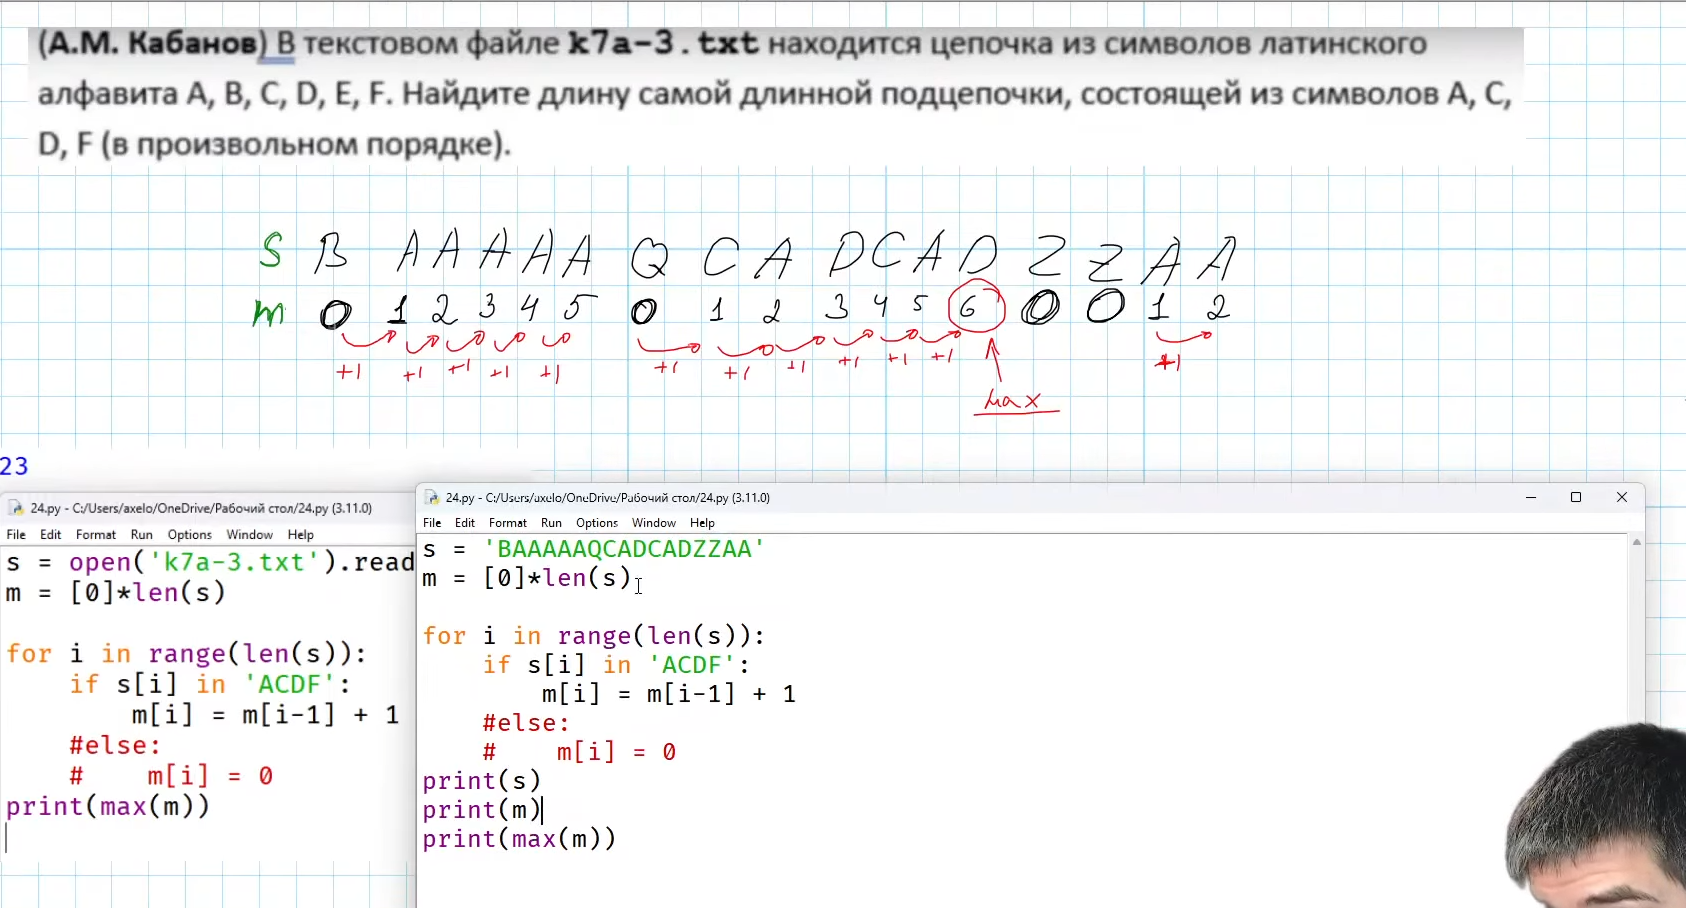 (А.М. Кабанов) В текстовом файле k7a-3.txt находится цепочка из символов латинского
алфавита A, B, C, D, E, F. Найдите длину самой длинной подцепочки, состоящей из символов A, C,
D, F (в произвольном порядке).
S B A A A A A Q C A D C A D Z Z A A
m 0 1 2 3 4 5 0 1 2 3 4 5 6 0 0 1 2
+1 +1 +1 +1 +1 +1 +1 +1 +1 +1 +1 +1
max
23
24.py - C:/Users/axelo/OneDrive/Рабочий стол/24.py (3.11.0)
File Edit Format Run Options Window Help
s = open('k7a-3.txt').read
m = [0]*len(s)
for i in range(len(s)):
if s[i] in 'ACDF':
m[i] = m[i-1] + 1
#else:
# m[i] = 0
print(max(m))
24.py - C:/Users/axelo/OneDrive/Рабочий стол/24.py (3.11.0)
File Edit Format Run Options Window Help
s = 'BAAAAAQCADCADZZAA'
m = [0]*len(s)
for i in range(len(s)):
if s[i] in 'ACDF':
m[i] = m[i-1] + 1
#else:
# m[i] = 0
print(s)
print(m)
print(max(m))